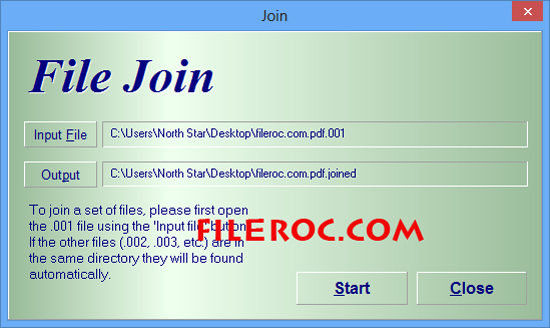 Join
File Join
Input File
C:\Users\North Star\Desktop\fileroc.com.pdf.001
Output
C:\Users\North Star\Desktop\fileroc.com.pdf.joined
To join a set of files, please first open
the .001 file using the 'Input file' button.
If the other files (.002, .003, etc.) are in
the same directory they will be found
automatically.
FILEROC.COM
Start
Close